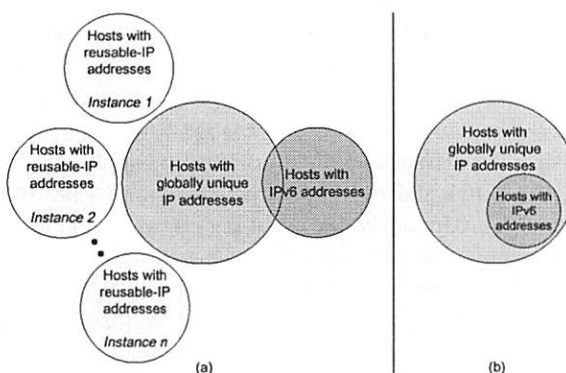 Hosts with
reusable-IP
addresses
Instance 1
Hosts with
reusable-IP
addresses
Instance 2
Hosts with
reusable-IP
addresses
Instance n
Hosts with
globally unique
IP addresses
Hosts with
IPv6 addresses
(a)
Hosts with
globally unique
IP addresses
Hosts with
IPv6
addresses
(b)